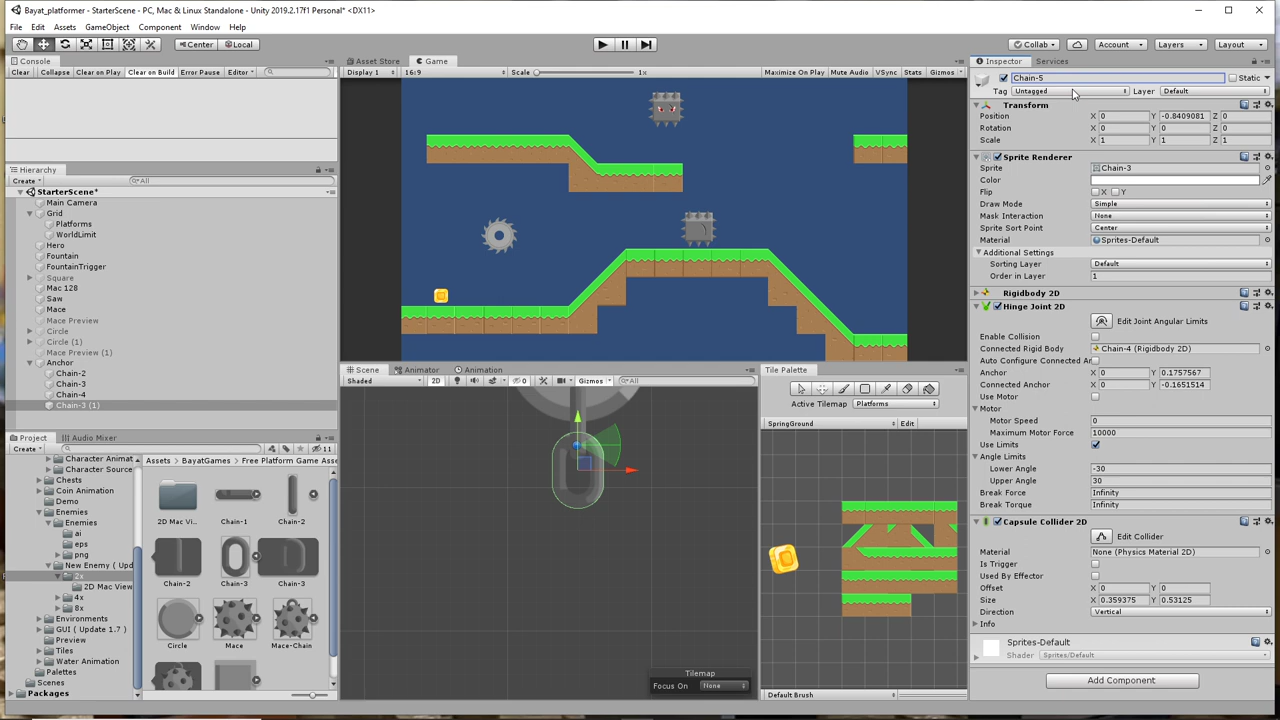 Bayat_platformer - StarterScene - PC, Mac & Linux Standalone - Unity 2019.2.17f1 Personal* <DX11>
File Edit Assets GameObject Component Window Help
Center Local Collab Account Layers Layout
Console
Clear Collapse Clear on Play Clear on Build Error Pause Editor
Asset Store Game
Display 1 16:9 Scale 1x Maximize On Play Mute Audio VSync Stats Gizmos
Hierarchy
Create All
StarterScene*
Main Camera
Grid
Platforms
WorldLimit
Hero
Fountain
FountainTrigger
Square
Mac 128
Saw
Mace
Mace Preview
Circle
Circle (1)
Mace Preview (1)
Anchor
Chain-2
Chain-3
Chain-4
Chain-3 (1)
Project Audio Mixer
Create 11
Character Animat
Character Source
Chests
Coin Animation
Demo
Enemies
Enemies
ai
eps
png
New Enemy ( Upd
2x
2D Mac View
4x
8x
Environments
GUI ( Update 1.7 )
Preview
Tiles
Water Animation
Palettes
Scenes
Packages
Assets BayatGames Free Platform Game Asse
2D Mac Vi... Chain-1 Chain-2
Chain-2 Chain-3 Chain-3
Circle Mace Mace-Chain
Scene Animator Animation
Shaded 2D 0 Gizmos All
Tilemap
Focus On None
Tile Palette
Active Tilemap Platforms
SpringGround Edit
Default Brush
Inspector Services
Chain-5 Static
Tag Untagged Layer Default
Transform
Position X 0 Y -0.8409081 Z 0
Rotation X 0 Y 0 Z 0
Scale X 1 Y 1 Z 1
Sprite Renderer
Sprite Chain-3
Color
Flip X Y
Draw Mode Simple
Mask Interaction None
Sprite Sort Point Center
Material Sprites-Default
Additional Settings
Sorting Layer Default
Order in Layer 1
Rigidbody 2D
Hinge Joint 2D
Edit Joint Angular Limits
Enable Collision
Connected Rigid Body Chain-4 (Rigidbody 2D)
Auto Configure Connected An
Anchor X 0 Y 0.1757567
Connected Anchor X 0 Y -0.1651514
Use Motor
Motor
Motor Speed 0
Maximum Motor Force 10000
Use Limits
Angle Limits
Lower Angle -30
Upper Angle 30
Break Force Infinity
Break Torque Infinity
Capsule Collider 2D
Edit Collider
Material None (Physics Material 2D)
Is Trigger
Used By Effector
Offset X 0 Y 0
Size X 0.359375 Y 0.53125
Direction Vertical
Info
Sprites-Default
Shader Sprites/Default
Add Component